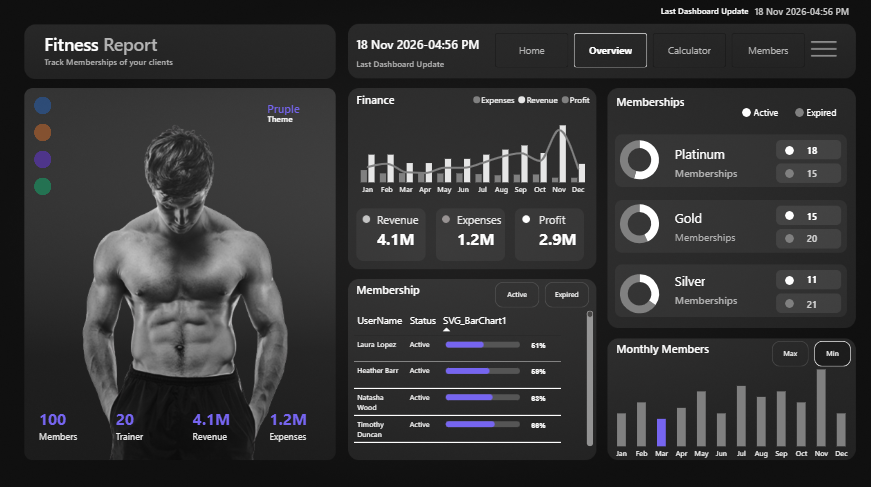 Last Dashboard Update 18 Nov 2026-04:56 PM
Fitness Report
Track Memberships of your clients
18 Nov 2026-04:56 PM
Last Dashboard Update
Home
Overview
Calculator
Members
Pruple
Theme
100
Members
20
Trainer
4.1M
Revenue
1.2M
Expenses
Finance
Expenses Revenue Profit
Jan Feb Mar Apr May Jun Jul Aug Sep Oct Nov Dec
Revenue
4.1M
Expenses
1.2M
Profit
2.9M
Membership
Active
Expired
UserName Status SVG_BarChart1
Laura Lopez Active 51%
Heather Barr Active 59%
Natasha Wood Active 63%
Timothy Duncan Active 66%
Memberships
Active Expired
Platinum
Memberships
18
15
Gold
Memberships
15
20
Silver
Memberships
11
21
Monthly Members
Max
Min
Jan Feb Mar Apr May Jun Jul Aug Sep Oct Nov Dec